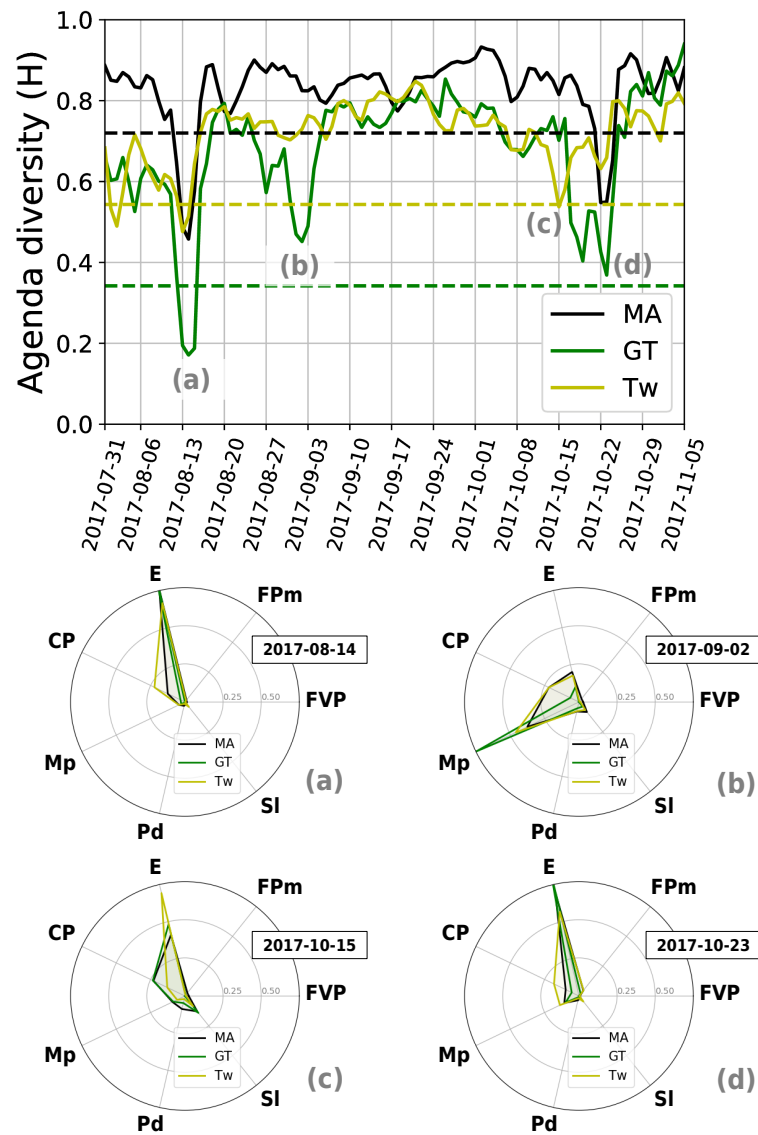 Agenda diversity (H)
1.0
0.8
0.6
0.4
0.2
0.0
(a)
(b)
(c)
(d)
MA
GT
Tw
2017-07-31
2017-08-06
2017-08-13
2017-08-20
2017-08-27
2017-09-03
2017-09-10
2017-09-17
2017-09-24
2017-10-01
2017-10-08
2017-10-15
2017-10-22
2017-10-29
2017-11-05
E
FPm
CP
2017-08-14
0.25
0.50
FVP
Mp
MA
GT
Tw
(a)
Pd
Sl
E
FPm
CP
2017-09-02
0.25
0.50
FVP
Mp
MA
GT
Tw
(b)
Pd
Sl
E
FPm
CP
2017-10-15
0.25
0.50
FVP
Mp
MA
GT
Tw
(c)
Pd
Sl
E
FPm
CP
2017-10-23
0.25
0.50
FVP
Mp
MA
GT
Tw
(d)
Pd
Sl